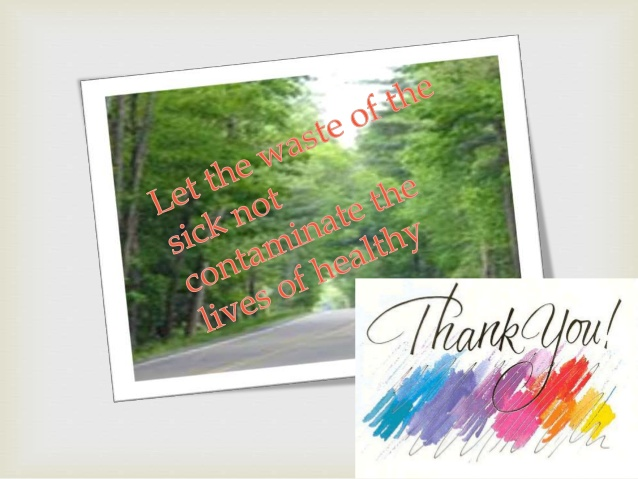 Let the waste of the
sick not
contaminate the
lives of healthy
Thank You!